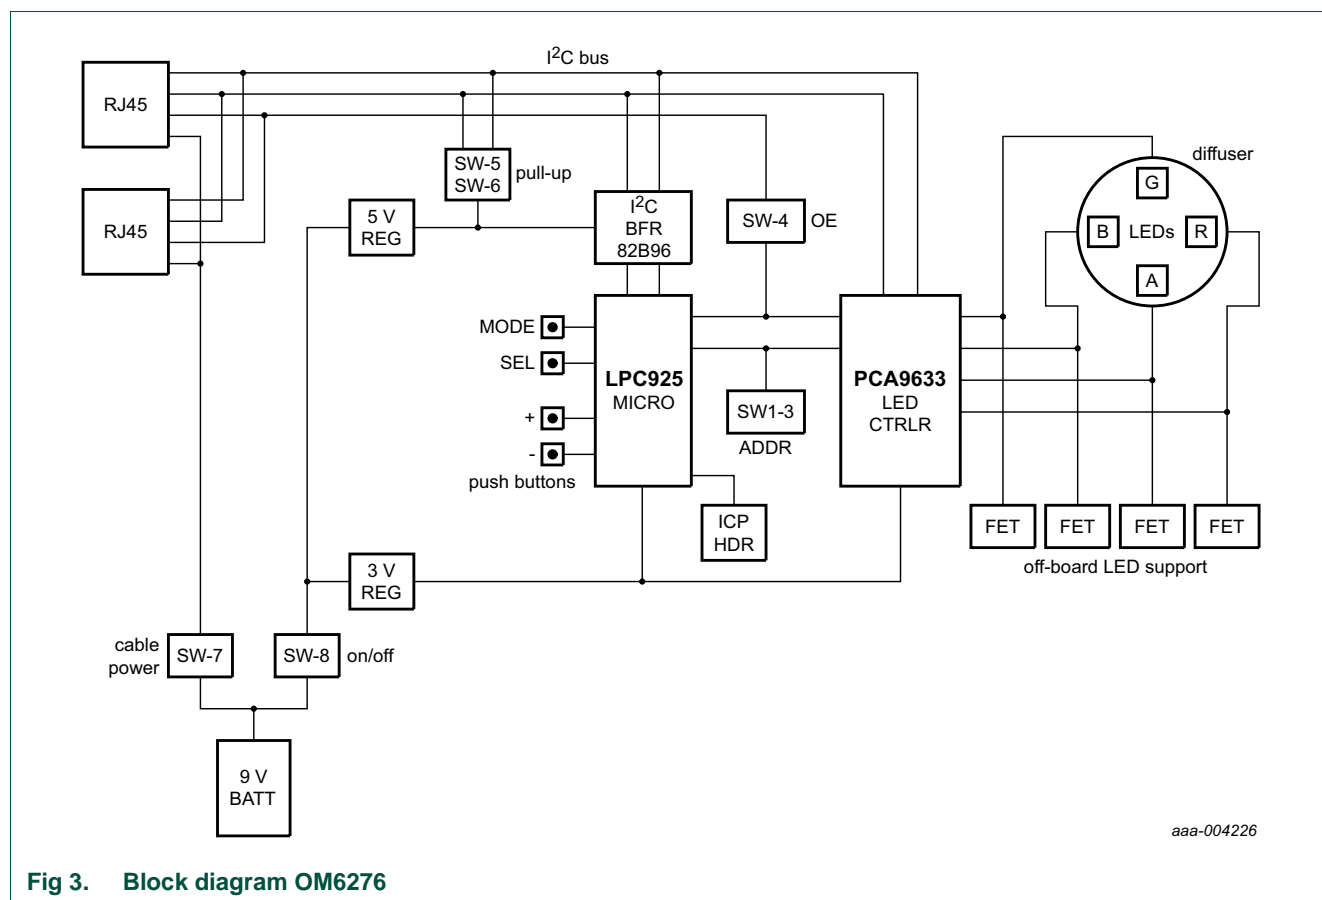 I²C bus
RJ45
SW-5
SW-6
pull-up
diffuser
G
B
LEDs
R
A
RJ45
5 V
REG
I²C
BFR
82B96
SW-4
OE
MODE
SEL
+
-
push buttons
LPC925
MICRO
SW1-3
ADDR
PCA9633
LED
CTRLR
ICP
HDR
FET
FET
FET
FET
off-board LED support
3 V
REG
cable
power
SW-7
SW-8
on/off
9 V
BATT
aaa-004226
Fig 3. Block diagram OM6276